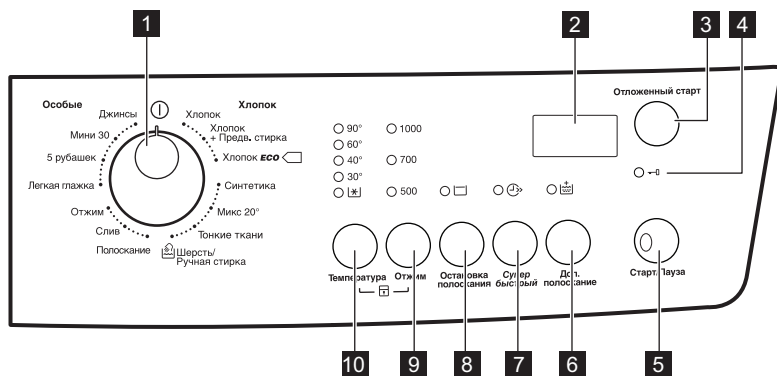 1
2
3
4
Особые
Хлопок
Джинсы
Мини 30
5 рубашек
Легкая глажка
Отжим
Слив
Полоскание
Хлопок
Хлопок
+ Предв. стирка
Хлопок ECO
Синтетика
Микс 20°
Тонкие ткани
Шерсть/
Ручная стирка
90°
60°
40°
30°
1000
700
500
Отложенный старт
Температура
Отжим
Остановка
полоскания
Супер
быстрый
Доп.
полоскание
Старт/Пауза
10
9
8
7
6
5